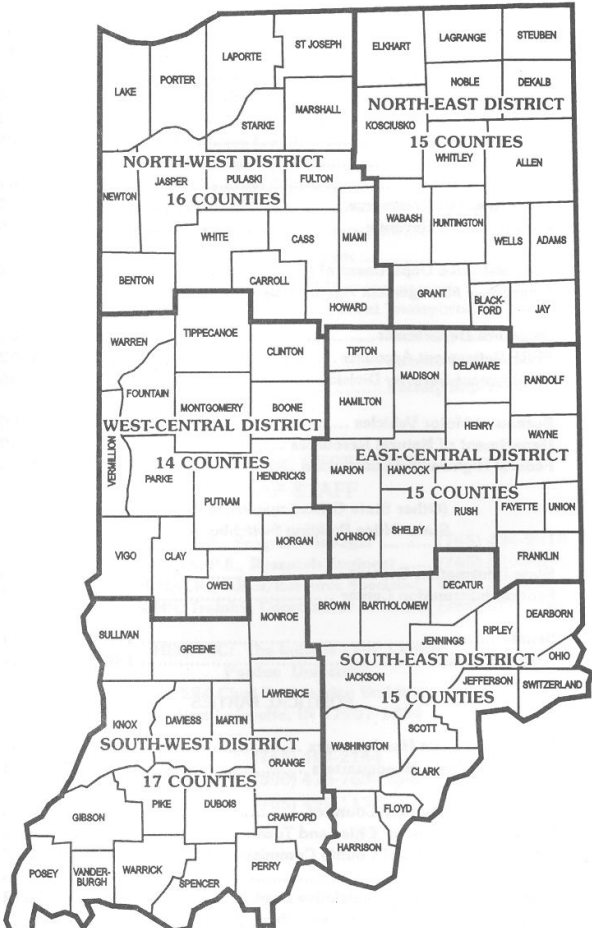 ST JOSEPH
ELKHART
LAGRANGE
STEUBEN
LAPORTE
LAKE
PORTER
NOBLE
DEKALB
MARSHALL
NORTH-EAST DISTRICT
STARKE
KOSCIUSKO
15 COUNTIES
NORTH-WEST DISTRICT
WHITLEY
ALLEN
NEWTON
JASPER
PULASKI
FULTON
16 COUNTIES
WABASH
HUNTINGTON
WHITE
CASS
MIAMI
WELLS
ADAMS
BENTON
CARROLL
GRANT
BLACK-
FORD
JAY
HOWARD
TIPPECANOE
WARREN
CLINTON
TIPTON
MADISON
DELAWARE
RANDOLF
FOUNTAIN
HAMILTON
MONTGOMERY
BOONE
WEST-CENTRAL DISTRICT
HENRY
WAYNE
EAST-CENTRAL DISTRICT
VERMILLION
14 COUNTIES
PARKE
HENDRICKS
MARION
HANCOCK
15 COUNTIES
PUTNAM
RUSH
FAYETTE
UNION
SHELBY
MORGAN
JOHNSON
VIGO
CLAY
FRANKLIN
OWEN
DECATUR
BROWN
BARTHOLOMEW
MONROE
DEARBORN
SULLIVAN
GREENE
JENNINGS
RIPLEY
SOUTH-EAST DISTRICT
OHIO
JACKSON
JEFFERSON
SWITZERLAND
LAWRENCE
15 COUNTIES
KNOX
DAVIESS
MARTIN
SCOTT
SOUTH-WEST DISTRICT
WASHINGTON
ORANGE
CLARK
17 COUNTIES
PIKE
DUBOIS
FLOYD
GIBSON
CRAWFORD
HARRISON
POSEY
VANDER-
BURGH
WARRICK
PERRY
SPENCER